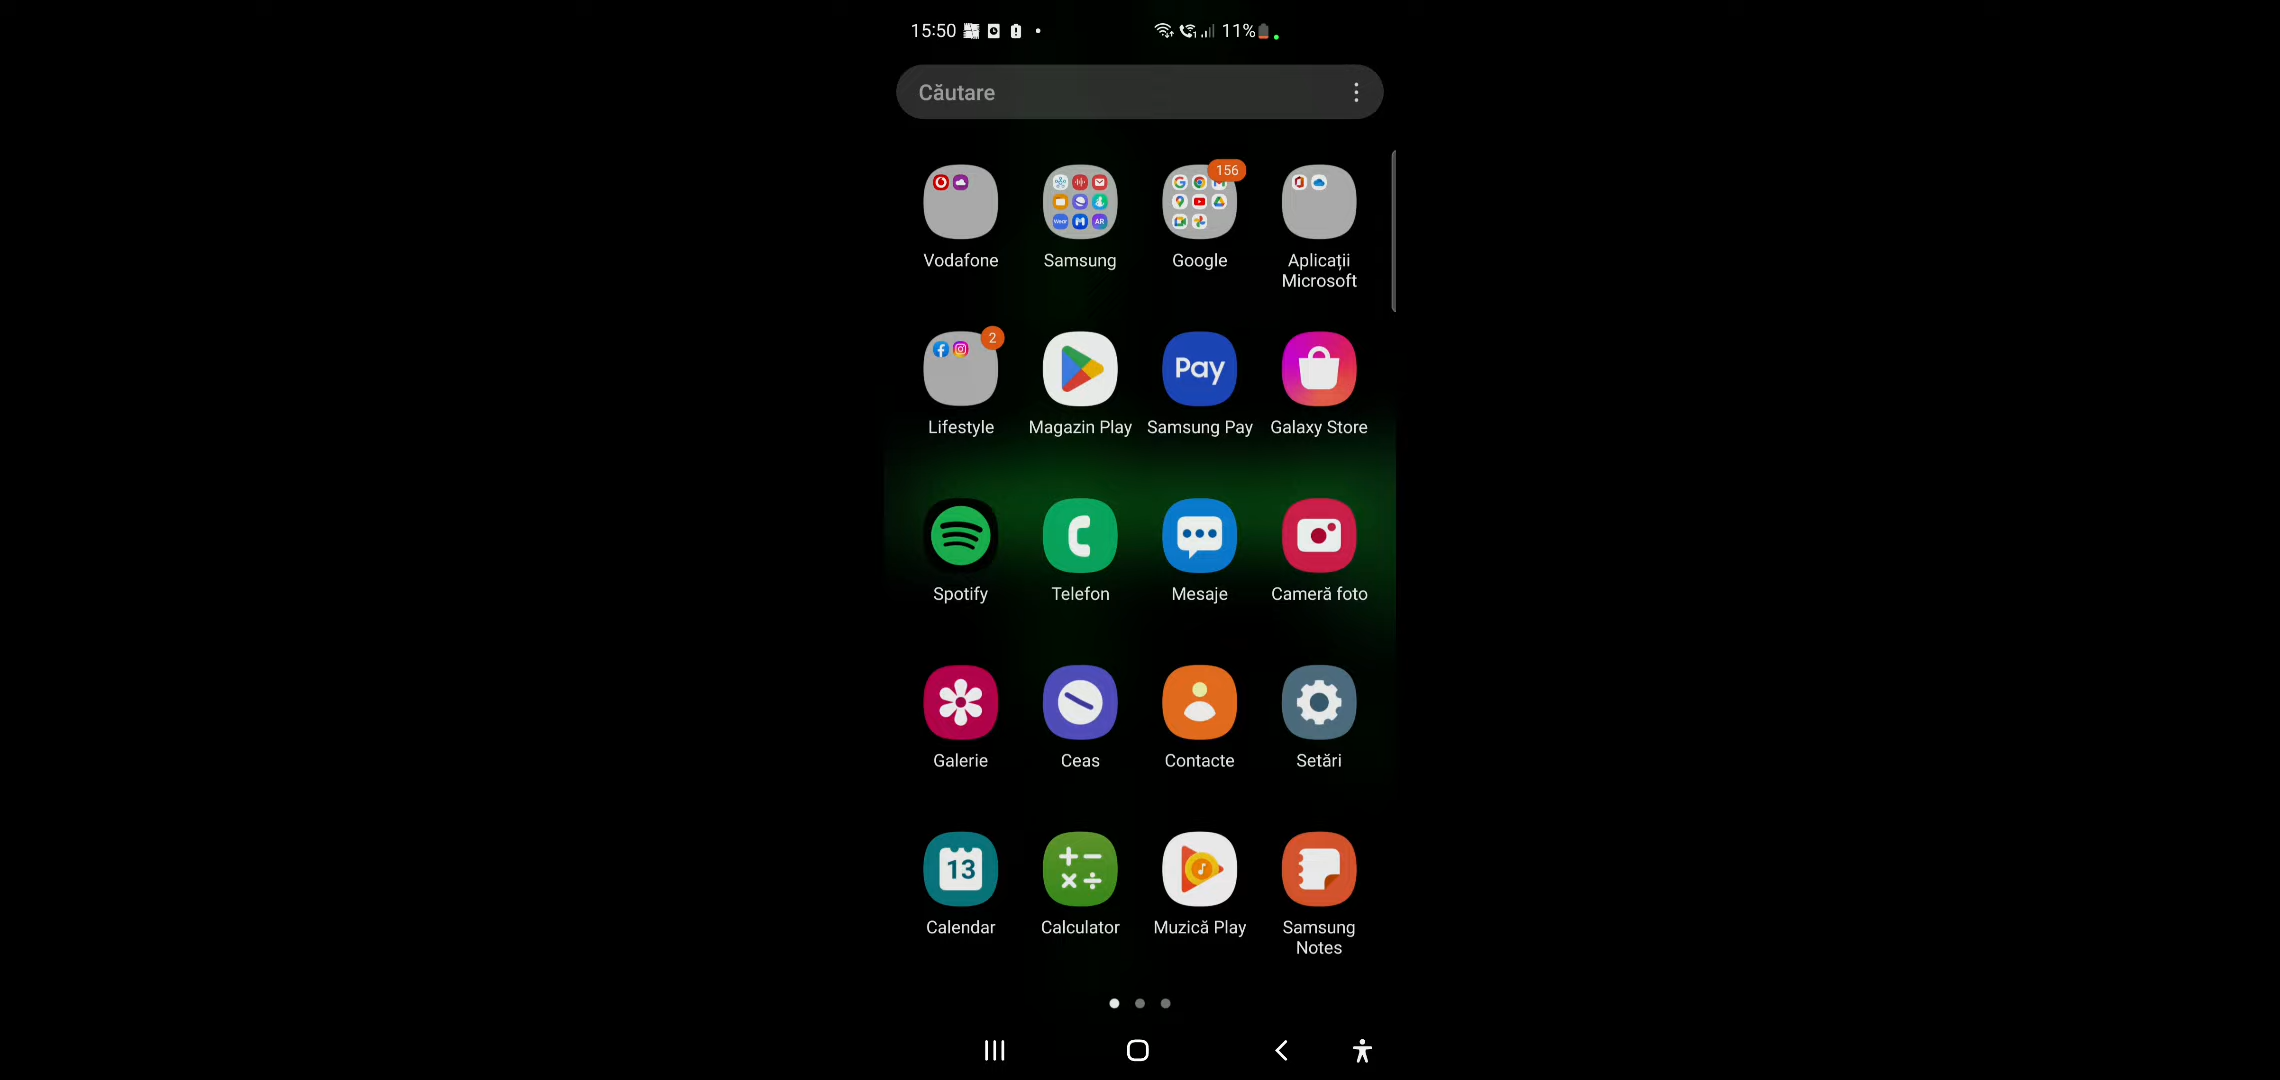 15:50 11%
Căutare
156
Vodafone Samsung Google Aplicații
Microsoft
2
Pay
Lifestyle Magazin Play Samsung Pay Galaxy Store
Spotify Telefon Mesaje Cameră foto
Galerie Ceas Contacte Setări
13
Calendar Calculator Muzică Play Samsung
Notes